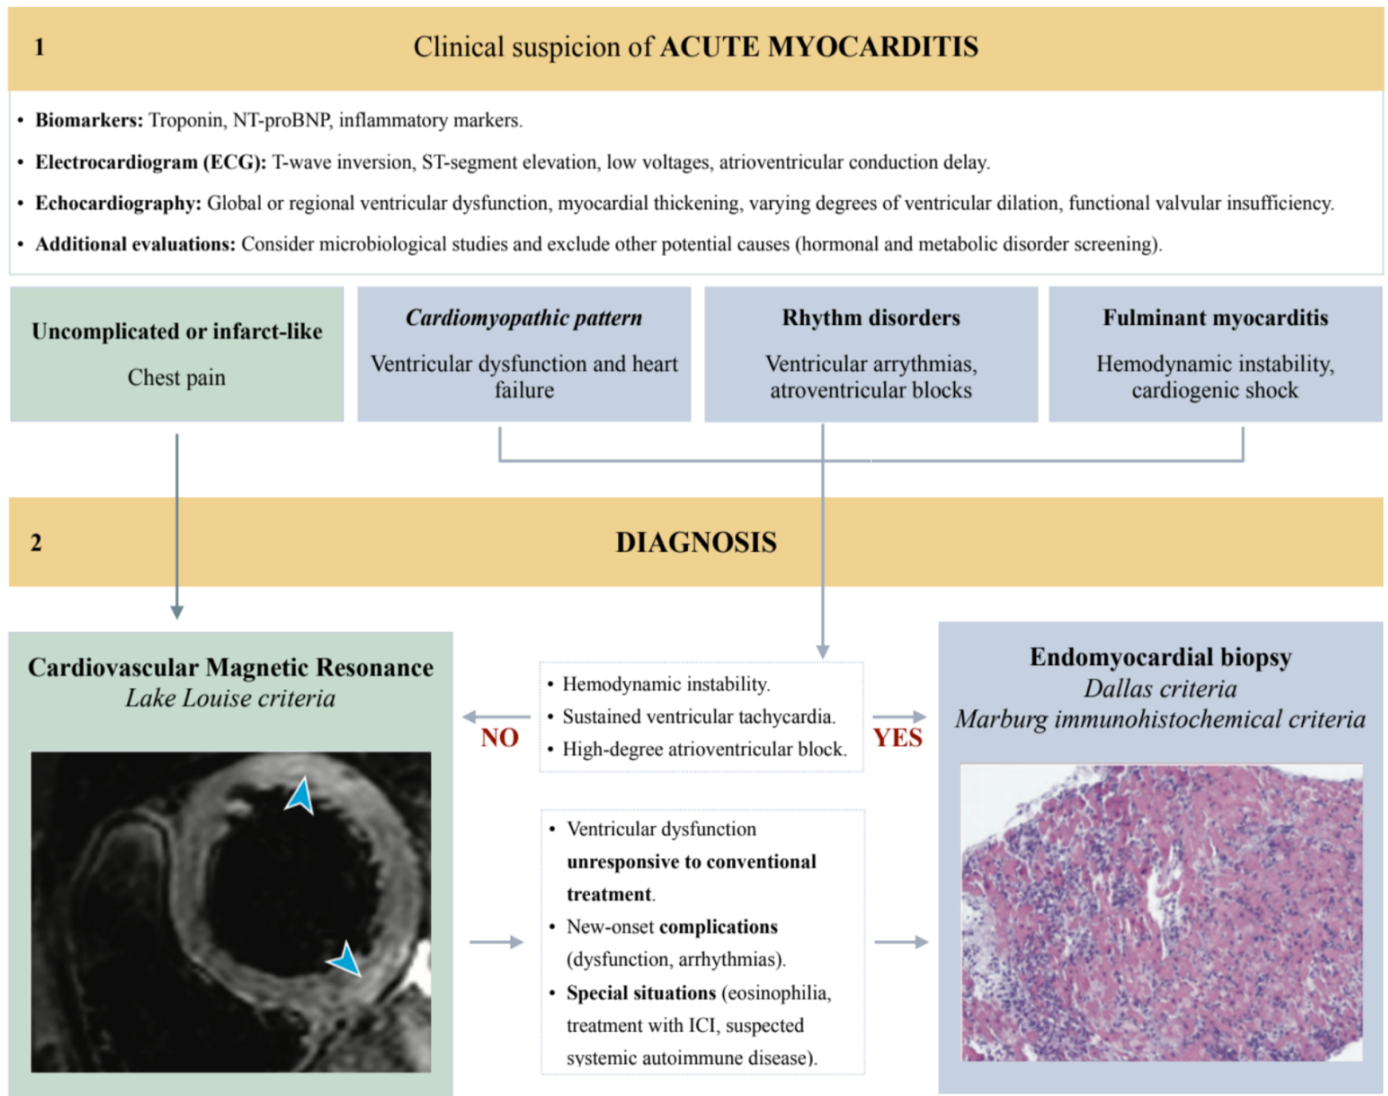 1
Clinical suspicion of ACUTE MYOCARDITIS
• Biomarkers: Troponin, NT-proBNP, inflammatory markers.
• Electrocardiogram (ECG): T-wave inversion, ST-segment elevation, low voltages, atrioventricular conduction delay.
• Echocardiography: Global or regional ventricular dysfunction, myocardial thickening, varying degrees of ventricular dilation, functional valvular insufficiency.
• Additional evaluations: Consider microbiological studies and exclude other potential causes (hormonal and metabolic disorder screening).
Uncomplicated or infarct-like
Chest pain
Cardiomyopathic pattern
Ventricular dysfunction and heart
failure
Rhythm disorders
Ventricular arrythmias,
atroventricular blocks
Fulminant myocarditis
Hemodynamic instability,
cardiogenic shock
2
DIAGNOSIS
Cardiovascular Magnetic Resonance
Lake Louise criteria
• Hemodynamic instability.
• Sustained ventricular tachycardia.
• High-degree atrioventricular block.
NO
YES
Endomyocardial biopsy
Dallas criteria
Marburg immunohistochemical criteria
• Ventricular dysfunction
unresponsive to conventional
treatment.
• New-onset complications
(dysfunction, arrhythmias).
• Special situations (eosinophilia,
treatment with ICI, suspected
systemic autoimmune disease).